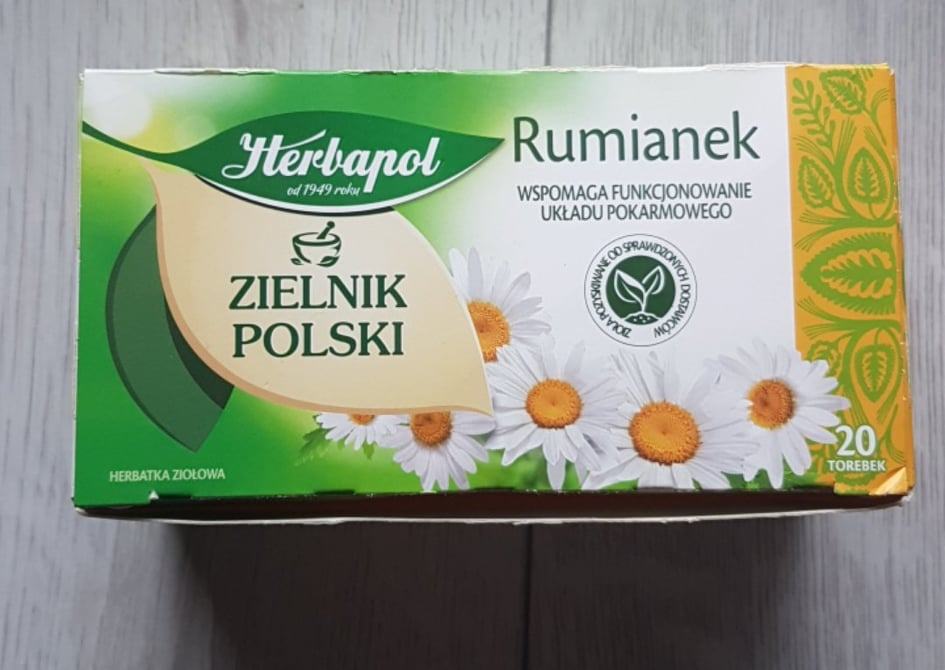 Herbapol
od 1949 roku
ZIELNIK
POLSKI
HERBATKA ZIOŁOWA
Rumianek
WSPOMAGA FUNKCJONOWANIE
UKŁADU POKARMOWEGO
ZIOŁA POZYSKIWANE OD SPRAWDZONYCH DOSTAWCÓW
20
TOREBEK